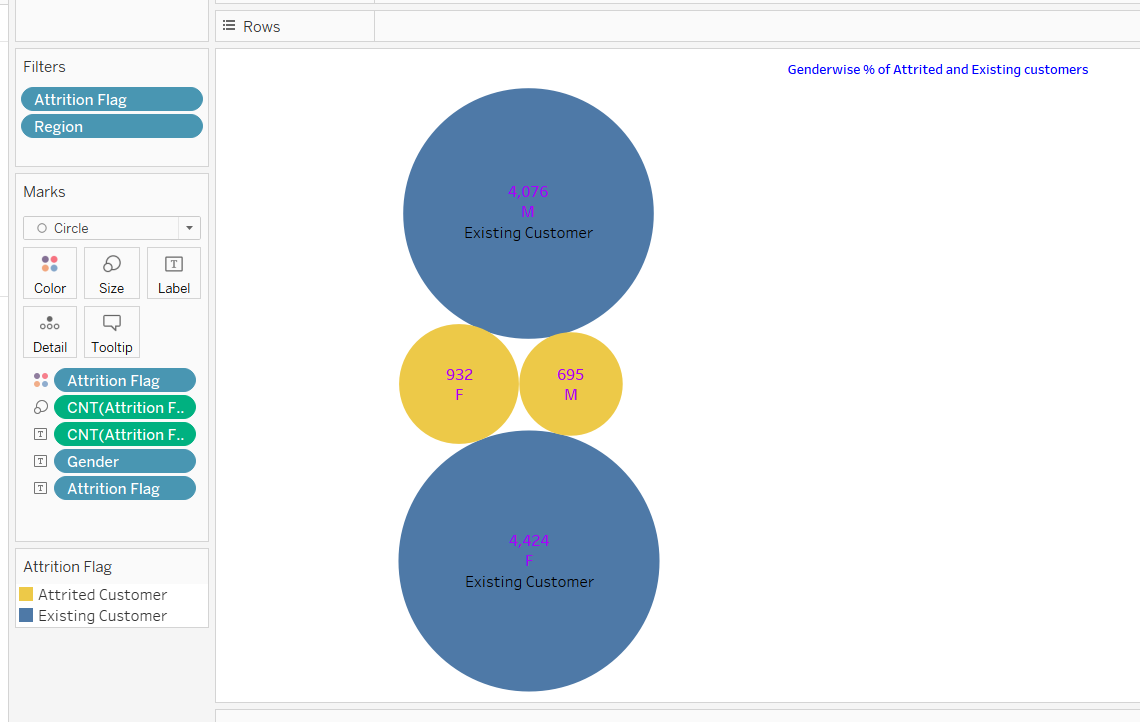 Rows
Filters
Attrition Flag
Region
Marks
Circle
Color
Size
T
Label
Detail
Tooltip
Attrition Flag
CNT(Attrition F..
T
CNT(Attrition F..
T
Gender
T
Attrition Flag
Attrition Flag
Attrited Customer
Existing Customer
Genderwise % of Attrited and Existing customers
4,076
M
Existing Customer
932
F
695
M
4,424
F
Existing Customer